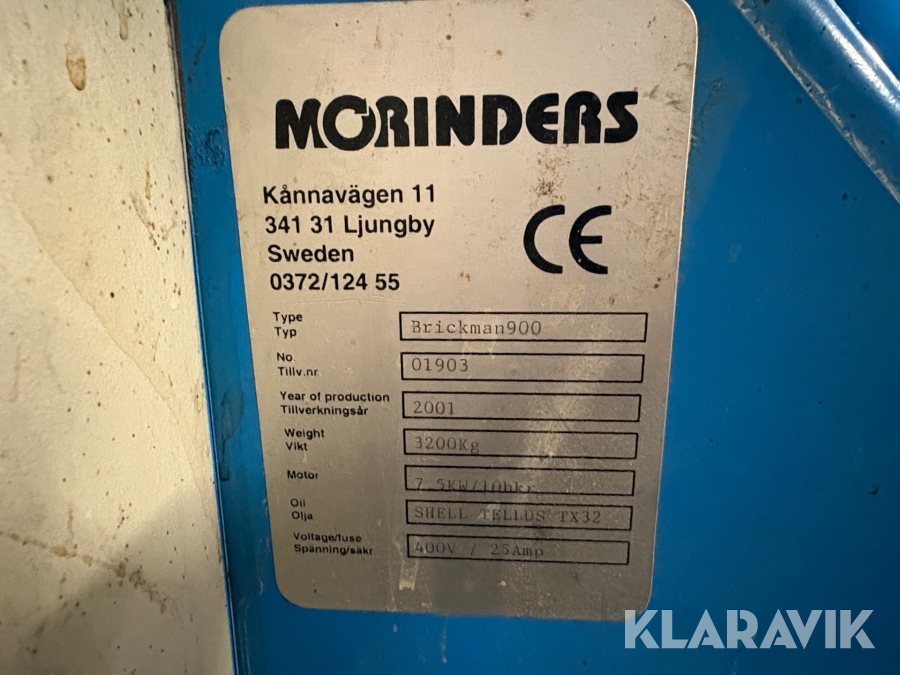 KLARAVIK
MORINDERS
Kånnavägen 11
341 31 Ljungby
Sweden
0372/124 55
CE
Type
Typ
Brickman900
No.
Tillv.nr
01903
Year of production
Tillverkningsår
2001
Weight
Vikt
3200Kg
Motor
7,5KW/10hkr
Oil
Olja
SHELL TELLUS TX32
Voltage/fuse
Spänning/säkr
400V / 25Amp
KLARAVIK